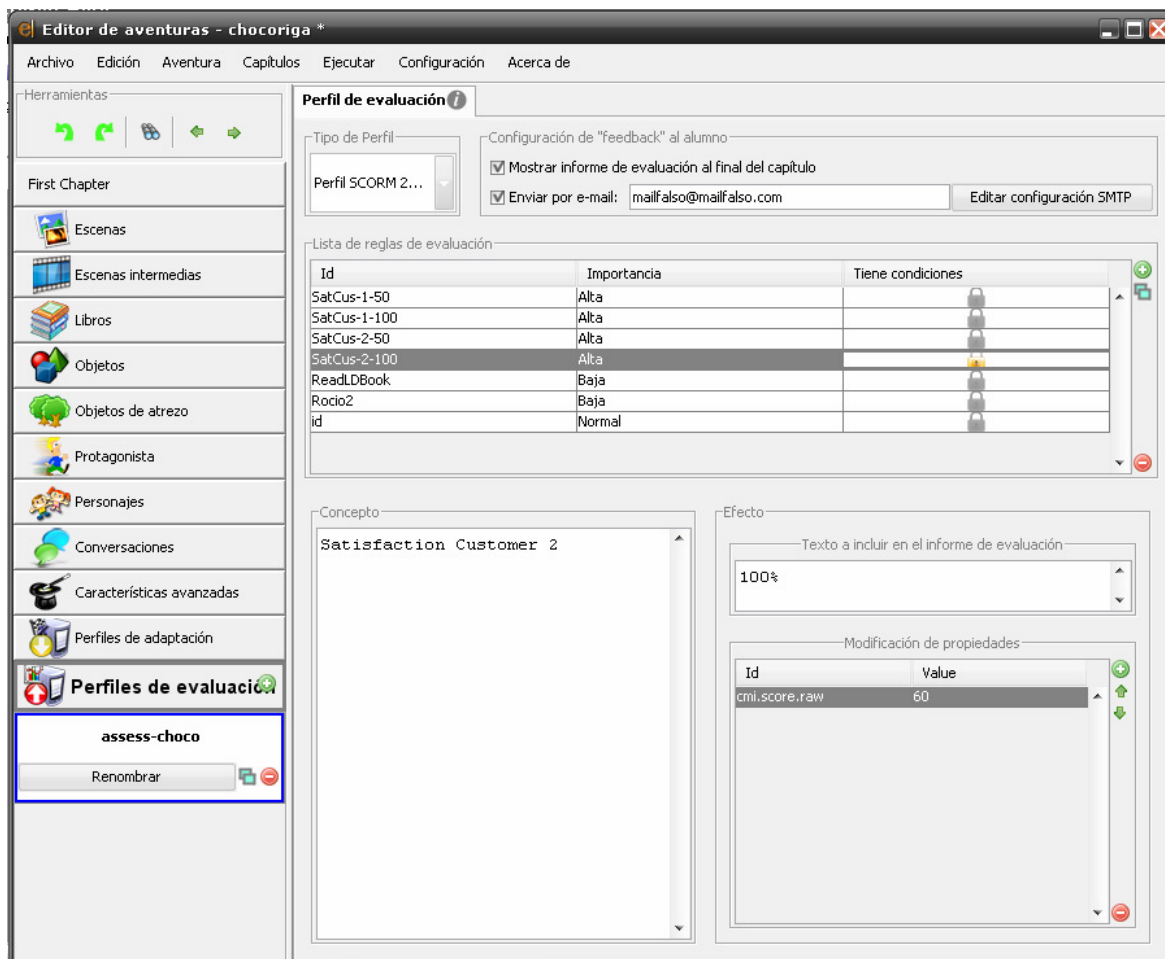 Editor de aventuras - chocoriga *
Archivo Edición Aventura Capítulos Ejecutar Configuración Acerca de
Herramientas
First Chapter
Escenas
Escenas intermedias
Libros
Objetos
Objetos de atrezo
Protagonista
Personajes
Conversaciones
Características avanzadas
Perfiles de adaptación
Perfiles de evaluación
assess-choco
Renombrar
Perfil de evaluación
Tipo de Perfil
Perfil SCORM 2...
Configuración de "feedback" al alumno
Mostrar informe de evaluación al final del capítulo
Enviar por e-mail: mailfalso@mailfalso.com Editar configuración SMTP
Lista de reglas de evaluación
Id Importancia Tiene condiciones
SatCus-1-50 Alta
SatCus-1-100 Alta
SatCus-2-50 Alta
SatCus-2-100 Alta
ReadLDBook Baja
Rocio2 Baja
id Normal
Concepto
Satisfaction Customer 2
Efecto
Texto a incluir en el informe de evaluación
100%
Modificación de propiedades
Id Value
cmi.score.raw 60